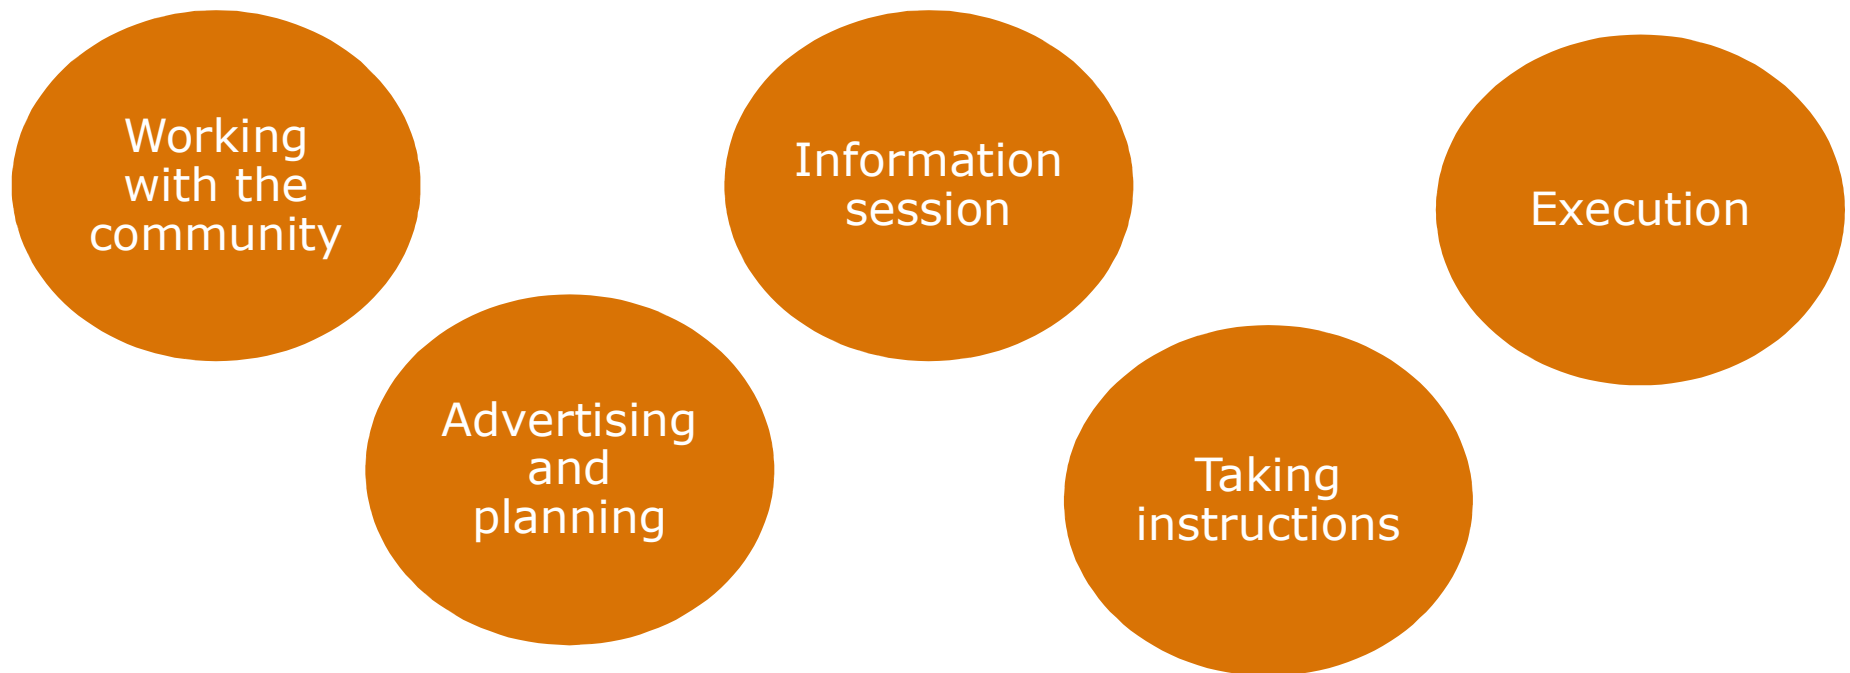 Working
with the
community
Advertising
and
planning
Information
session
Taking
instructions
Execution